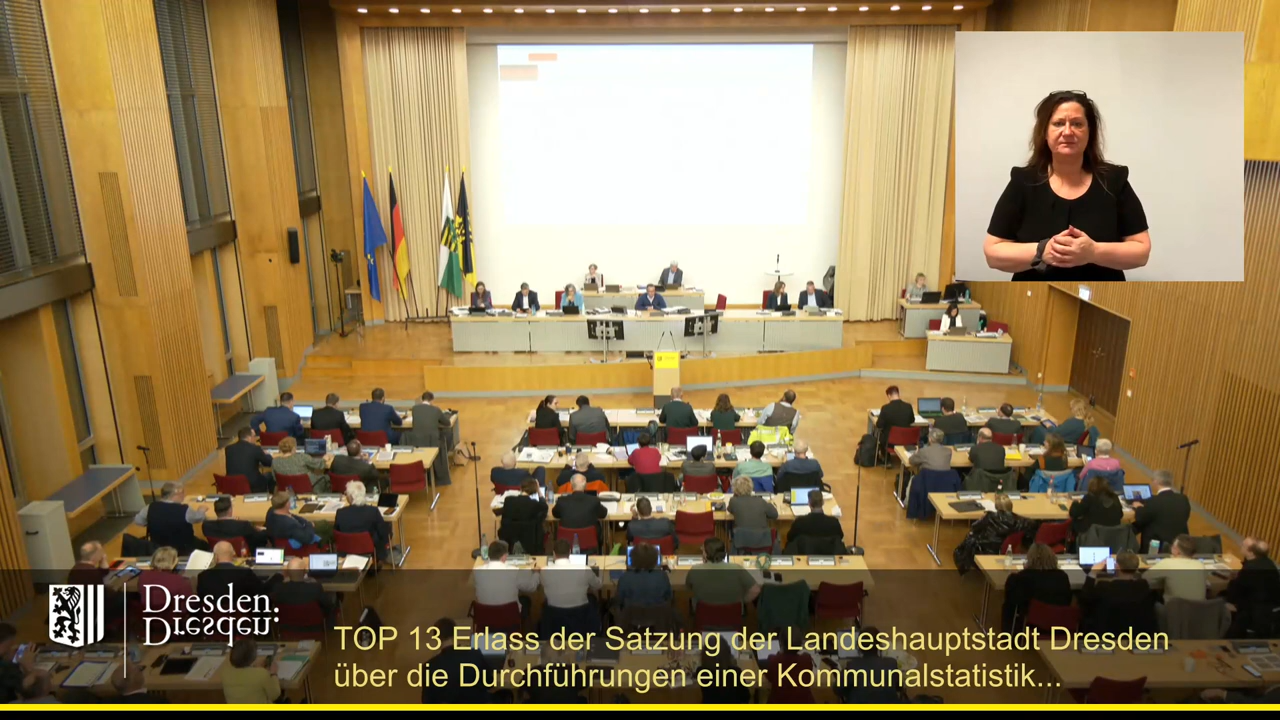 Dresden.
Dresden.
TOP 13 Erlass der Satzung der Landeshauptstadt Dresden
über die Durchführungen einer Kommunalstatistik...